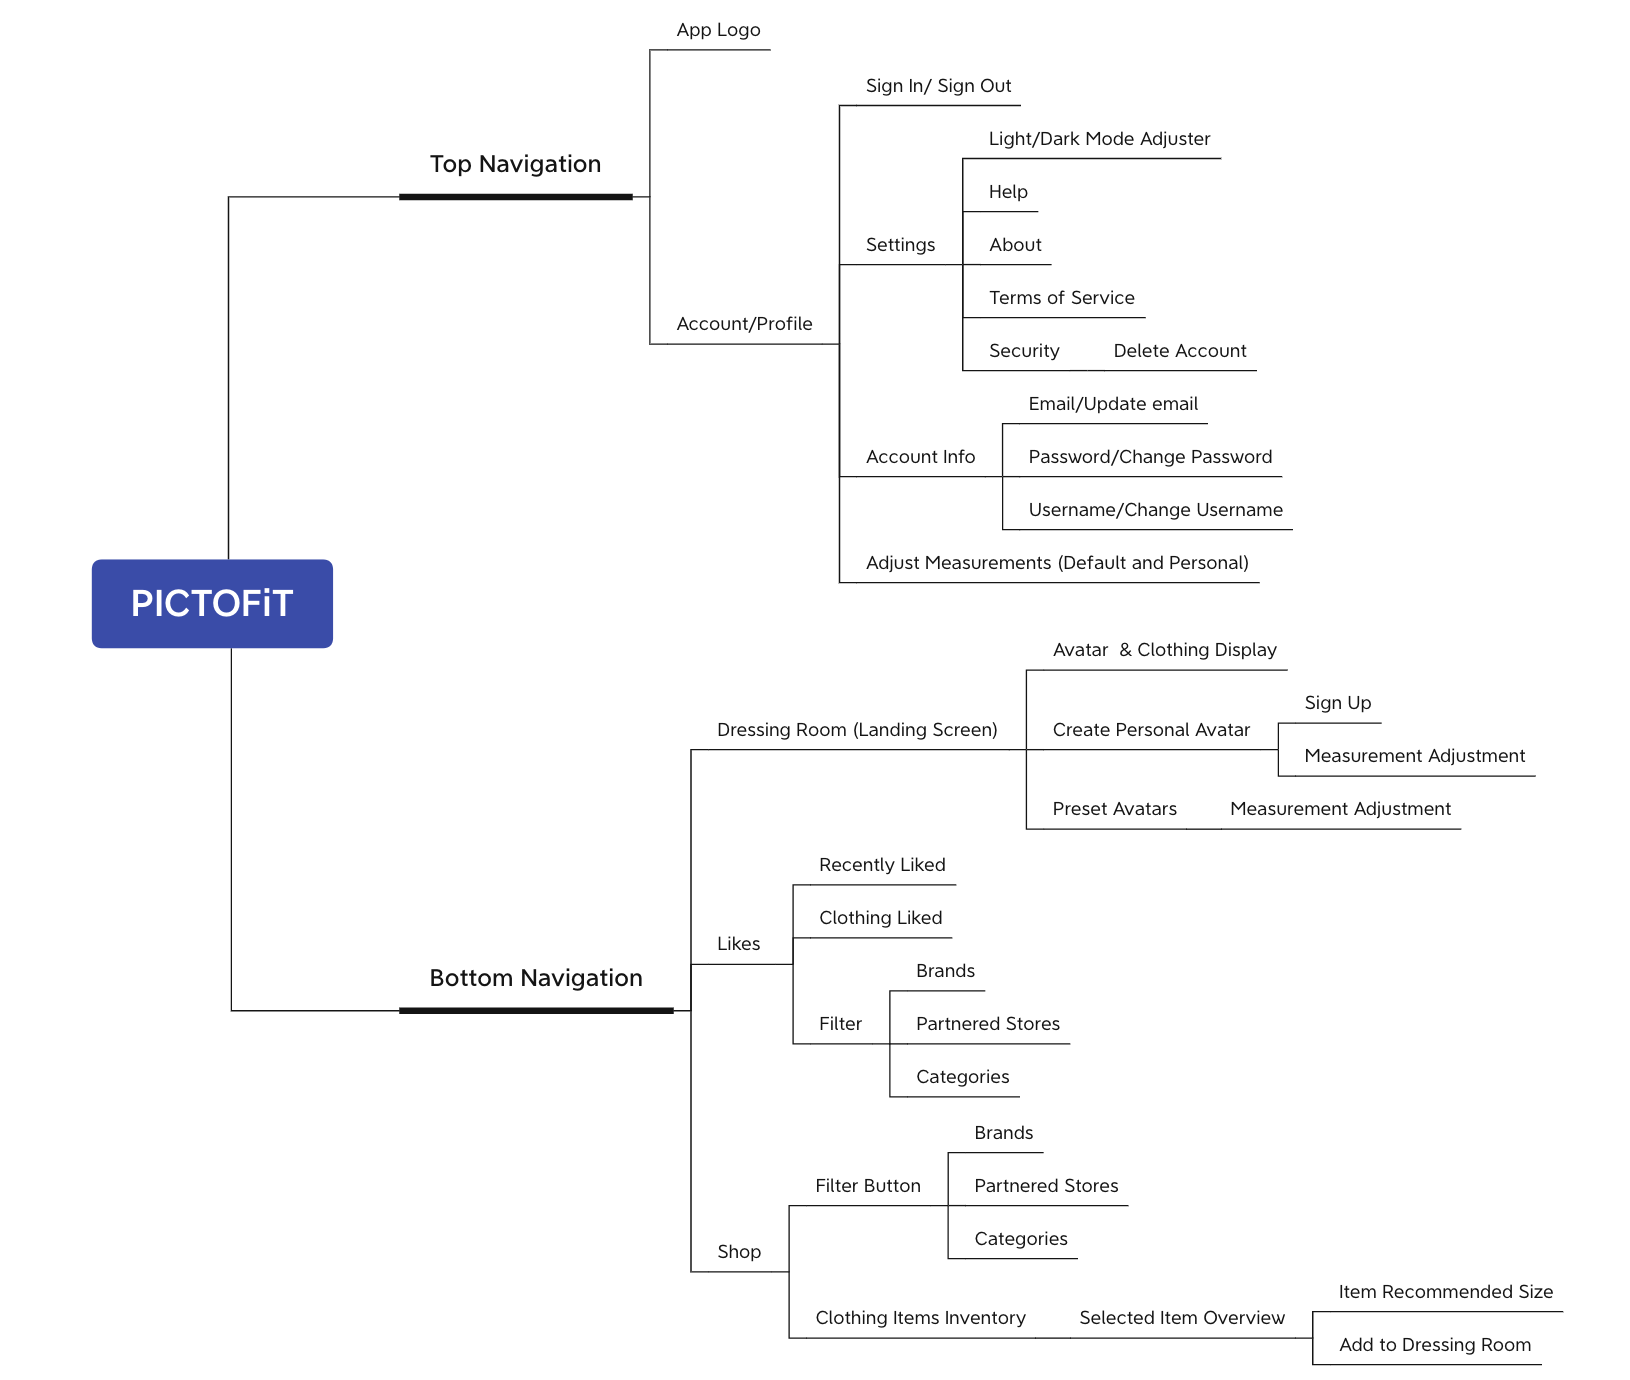 App Logo
Sign In/ Sign Out
Light/Dark Mode Adjuster
Top Navigation
Help
Settings
About
Terms of Service
Account/Profile
Security
Delete Account
Email/Update email
Account Info
Password/Change Password
Username/Change Username
Adjust Measurements (Default and Personal)
PICTOFiT
Avatar  & Clothing Display
Sign Up
Dressing Room (Landing Screen)
Create Personal Avatar
Measurement Adjustment
Preset Avatars
Measurement Adjustment
Recently Liked
Clothing Liked
Likes
Brands
Bottom Navigation
Filter
Partnered Stores
Categories
Brands
Filter Button
Partnered Stores
Categories
Shop
Item Recommended Size
Clothing Items Inventory
Selected Item Overview
Add to Dressing Room